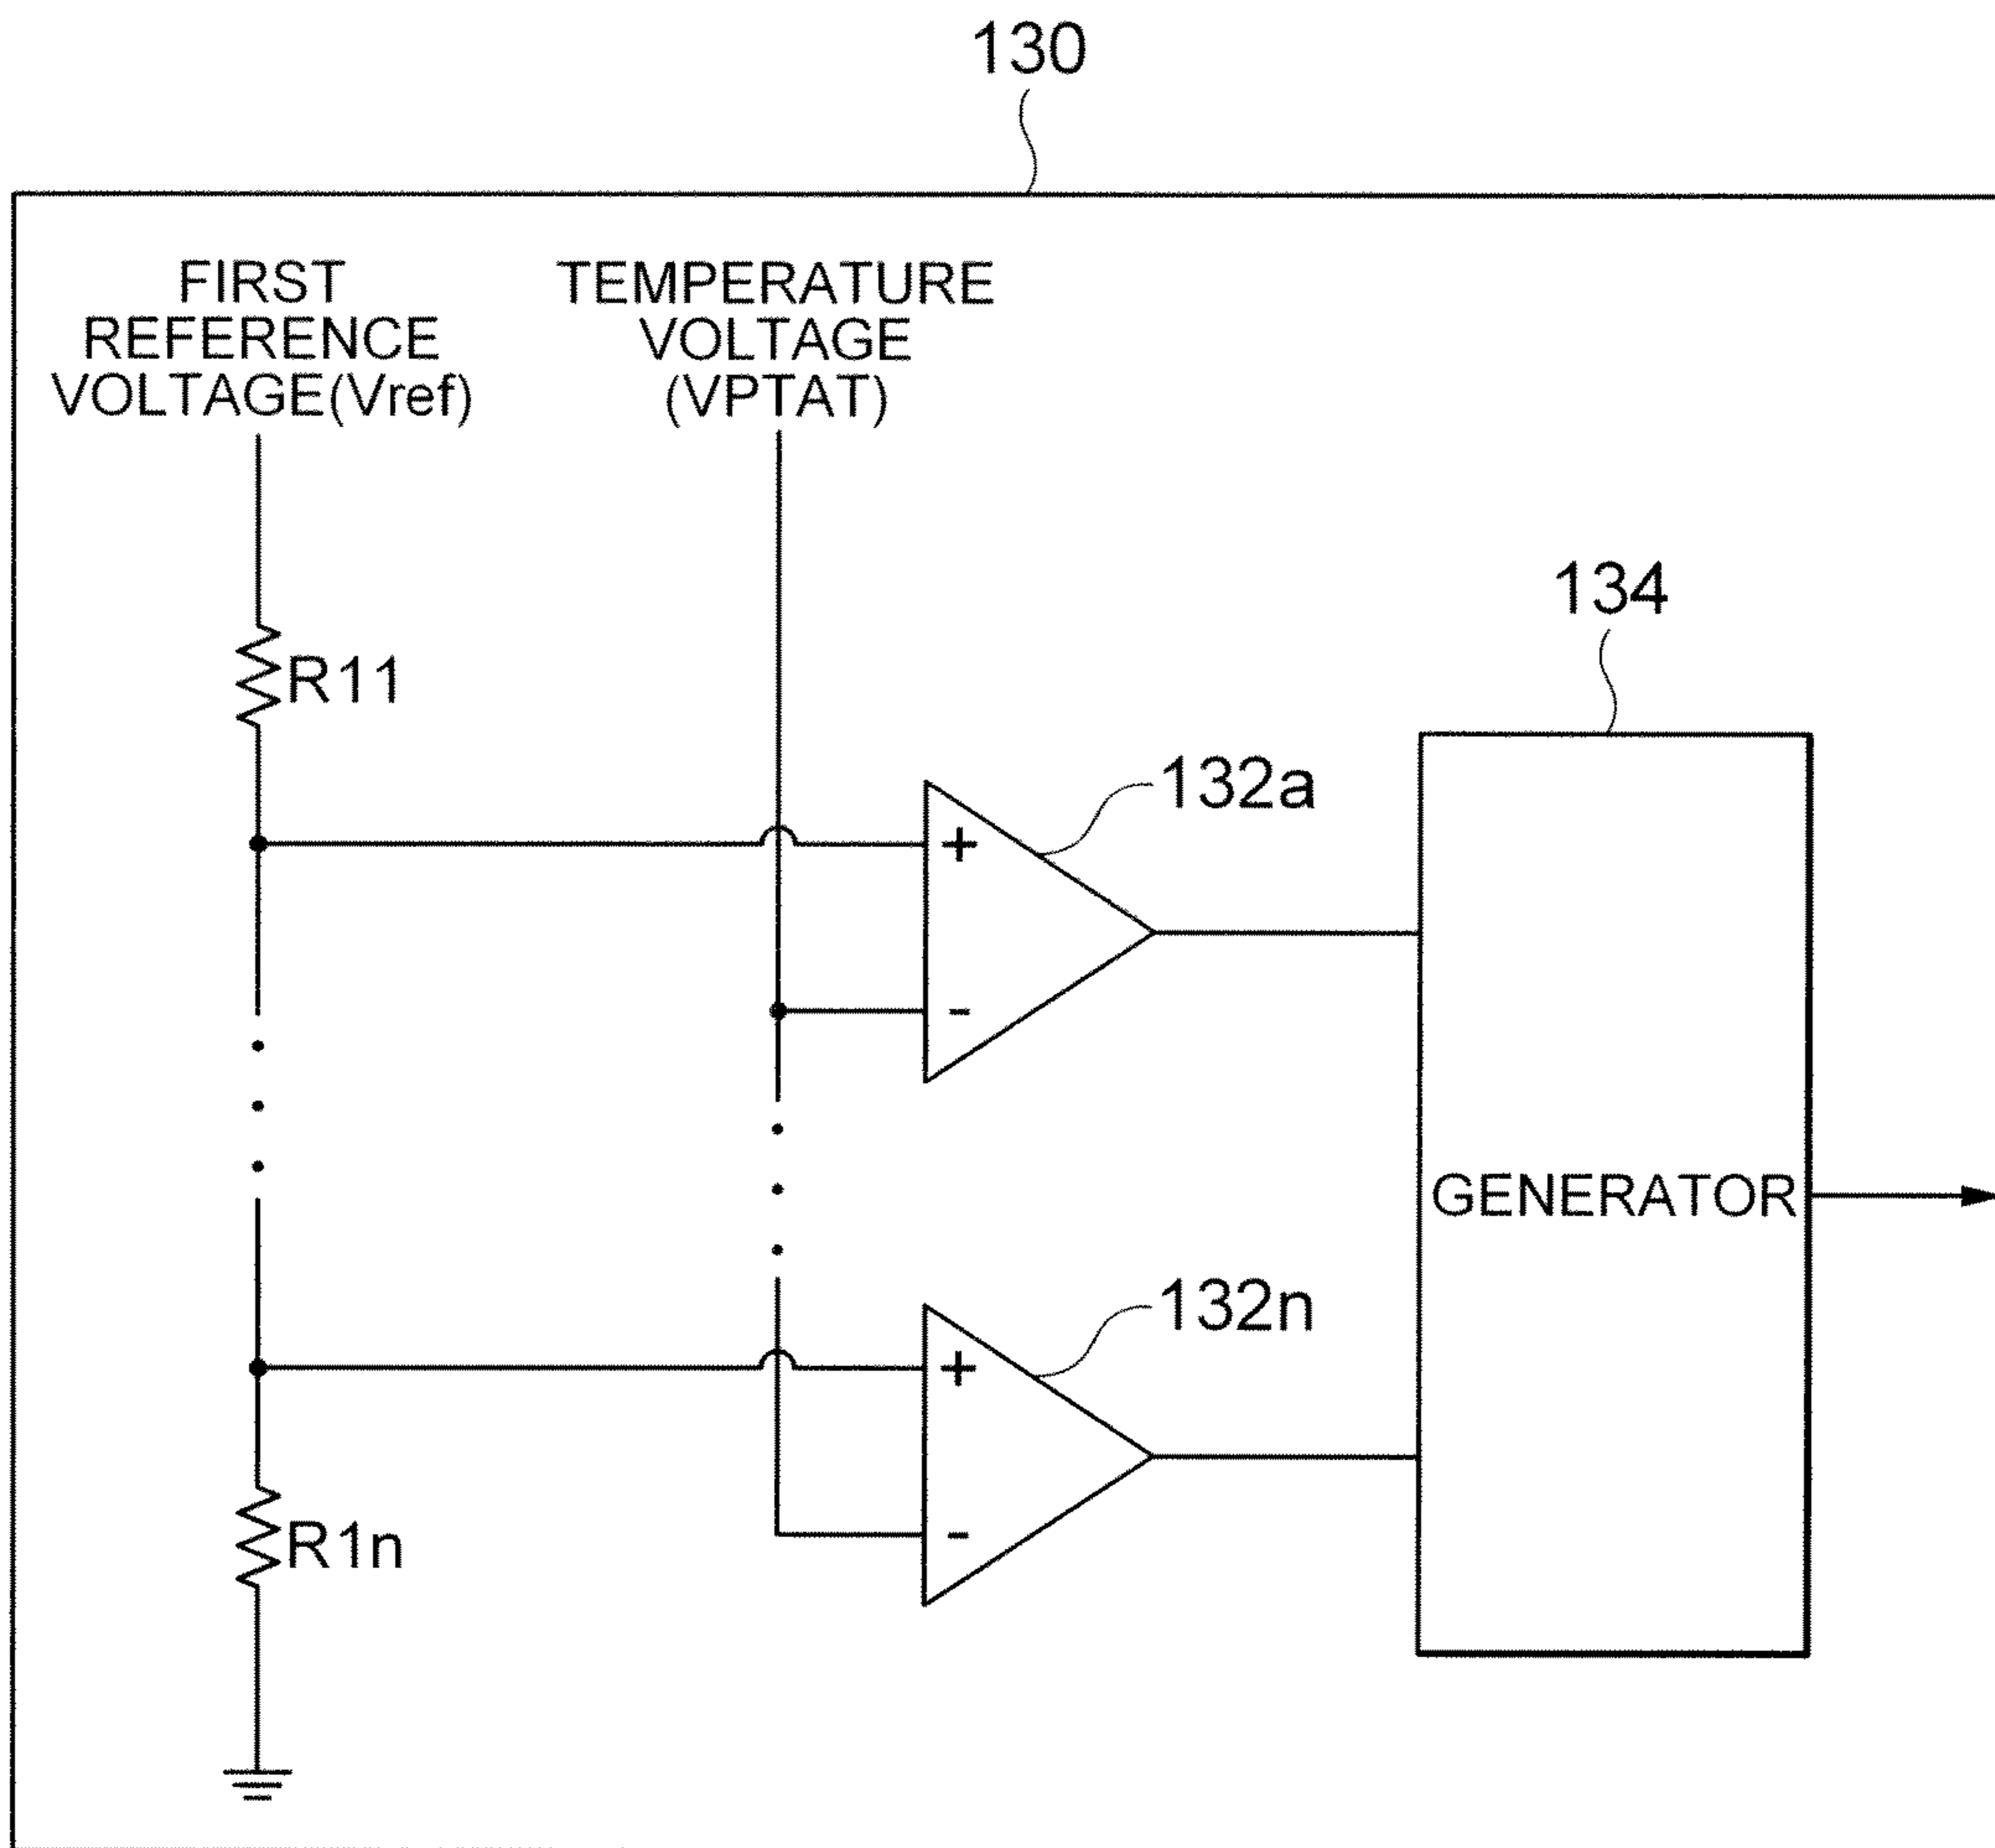 130
FIRST
REFERENCE
VOLTAGE(Vref)
TEMPERATURE
VOLTAGE
(VPTAT)
R11
134
132a
+
-
GENERATOR
132n
+
-
R1n